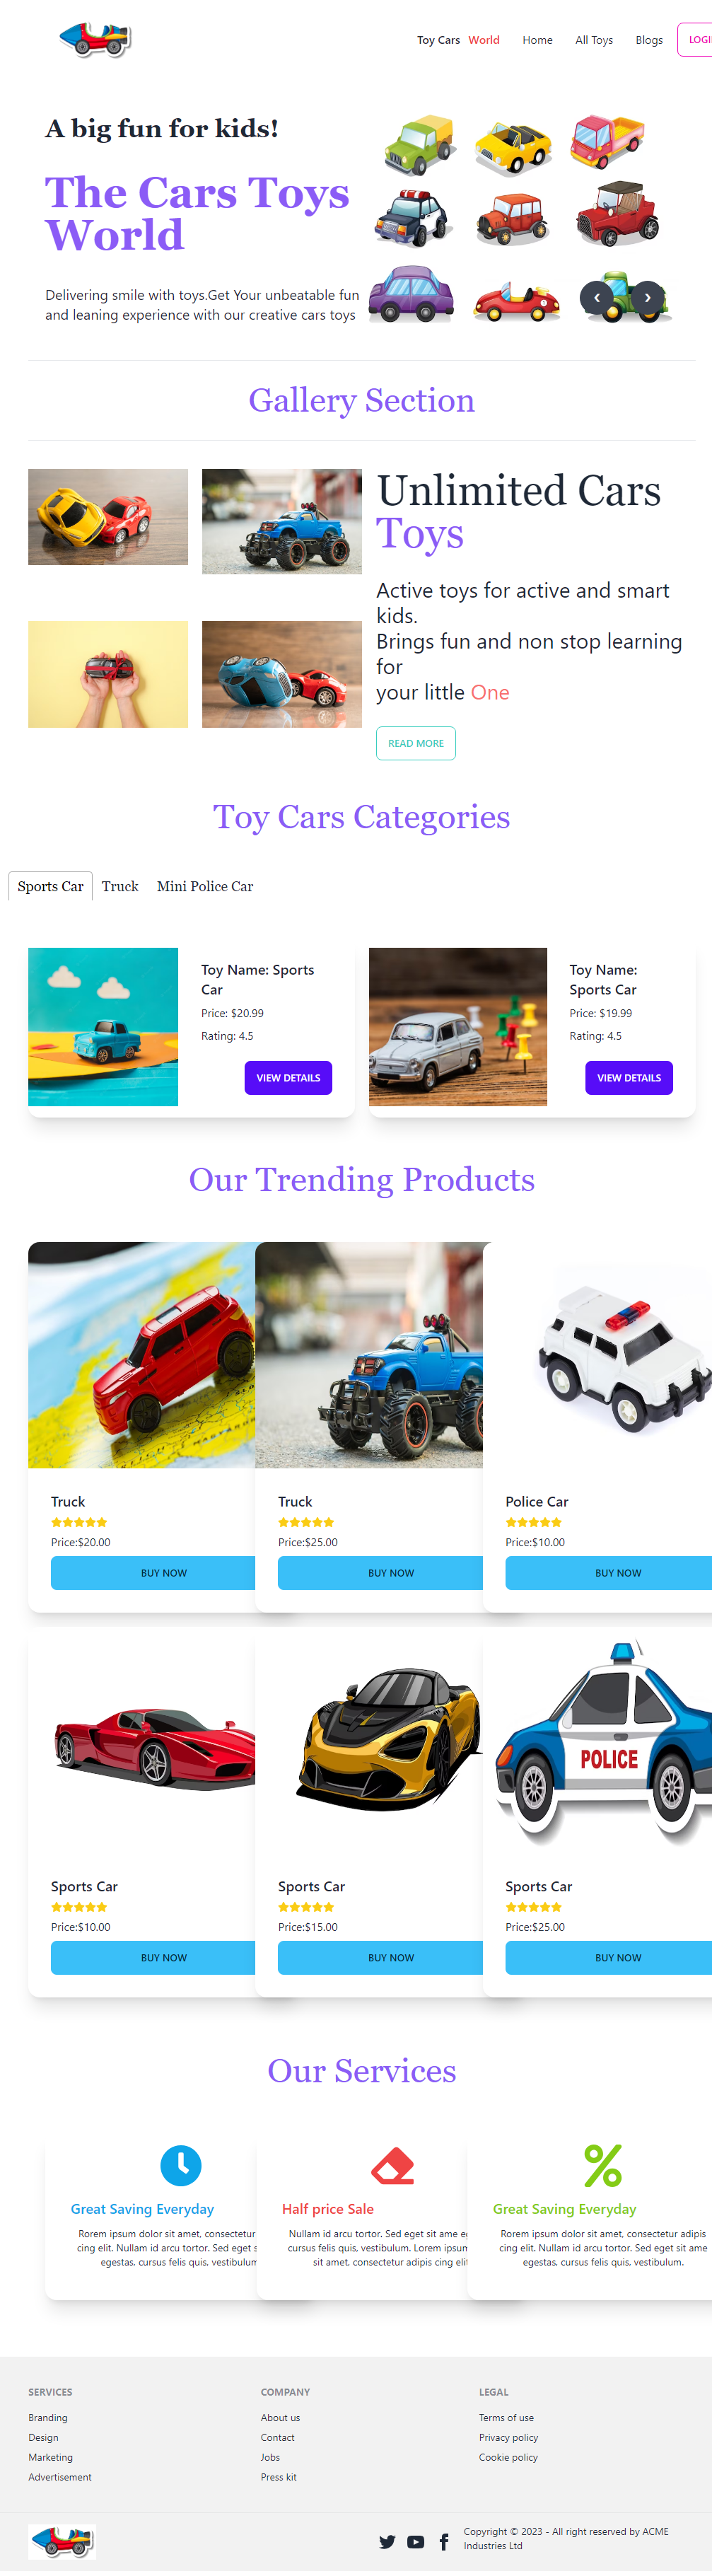 Toy Cars World Home All Toys Blogs LOGI
A big fun for kids!
The Cars Toys
World
Delivering smile with toys.Get Your unbeatable fun
and leaning experience with our creative cars toys
❮ ❯
Gallery Section
Unlimited Cars
Toys
Active toys for active and smart
kids.
Brings fun and non stop learning
for
your little One
READ MORE
Toy Cars Categories
Sports Car Truck Mini Police Car
Toy Name: Sports
Car
Price: $20.99
Rating: 4.5
VIEW DETAILS
Toy Name:
Sports Car
Price: $19.99
Rating: 4.5
VIEW DETAILS
Our Trending Products
Truck
Price:$20.00
BUY NOW
Truck
Price:$25.00
BUY NOW
Police Car
Price:$10.00
BUY NOW
Sports Car
Price:$10.00
BUY NOW
Sports Car
Price:$15.00
BUY NOW
POLICE
Sports Car
Price:$25.00
BUY NOW
Our Services
Great Saving Everyday
Rorem ipsum dolor sit amet, consectetur
cing elit. Nullam id arcu tortor. Sed eget s
egestas, cursus felis quis, vestibulum
Half price Sale
Nullam id arcu tortor. Sed eget sit ame eg
cursus felis quis, vestibulum. Lorem ipsum
sit amet, consectetur adipis cing elit
Great Saving Everyday
Rorem ipsum dolor sit amet, consectetur adipis
cing elit. Nullam id arcu tortor. Sed eget sit ame
egestas, cursus felis quis, vestibulum.
SERVICES
Branding
Design
Marketing
Advertisement
COMPANY
About us
Contact
Jobs
Press kit
LEGAL
Terms of use
Privacy policy
Cookie policy
Copyright © 2023 - All right reserved by ACME
Industries Ltd